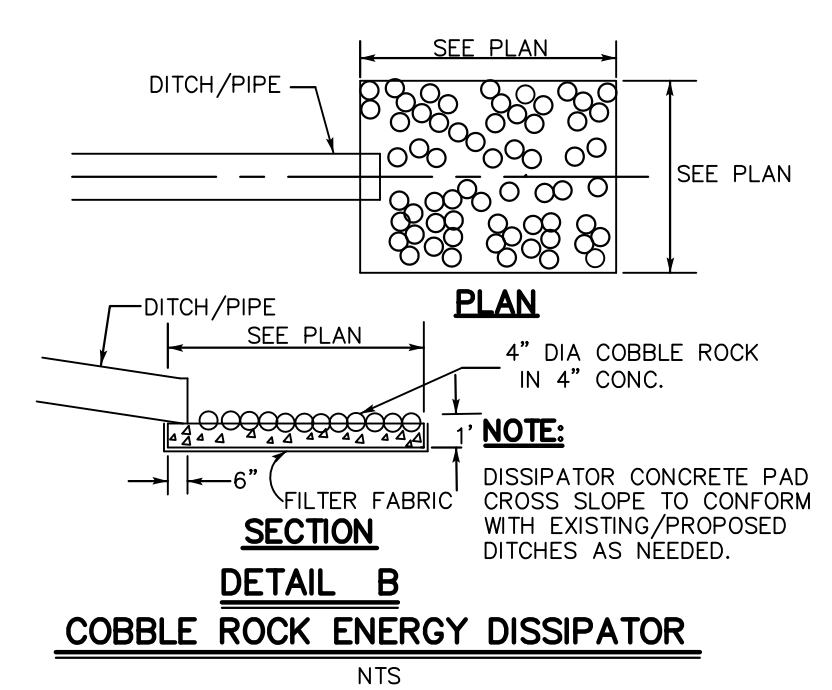 SEE PLAN
DITCH/PIPE
SEE PLAN
PLAN
DITCH/PIPE
SEE PLAN
4" DIA COBBLE ROCK
IN 4" CONC.
1'
NOTE:
6"
FILTER FABRIC
DISSIPATOR CONCRETE PAD
CROSS SLOPE TO CONFORM
WITH EXISTING/PROPOSED
DITCHES AS NEEDED.
SECTION
DETAIL B
COBBLE ROCK ENERGY DISSIPATOR
NTS